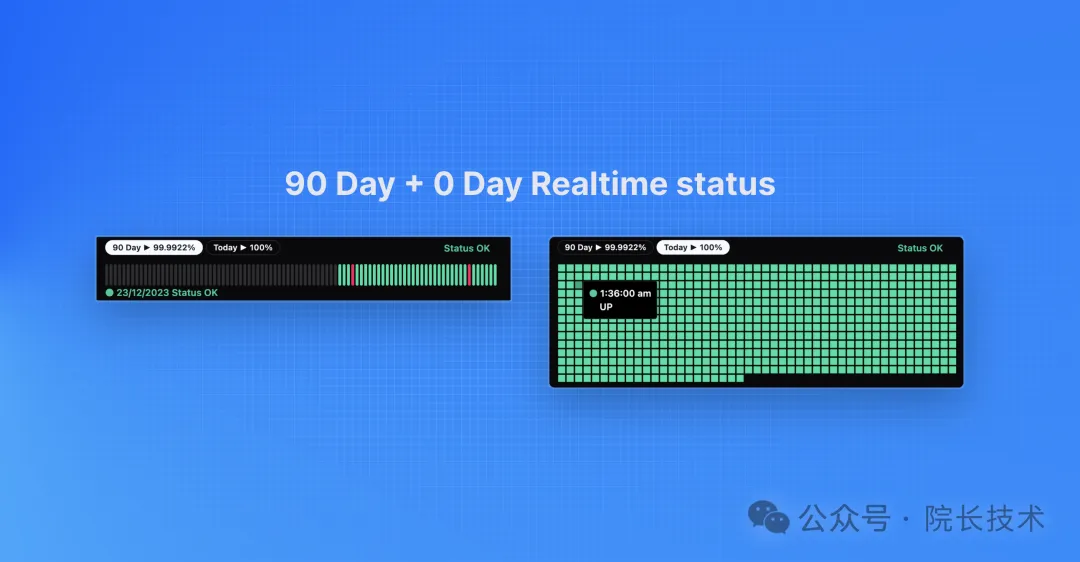 90 Day + 0 Day Realtime status
90 Day ► 99.9922% Today ► 100% Status OK
23/12/2023 Status OK
90 Day ► 99.9922% Today ► 100% Status OK
1:36:00 am
UP
公众号 · 院长技术